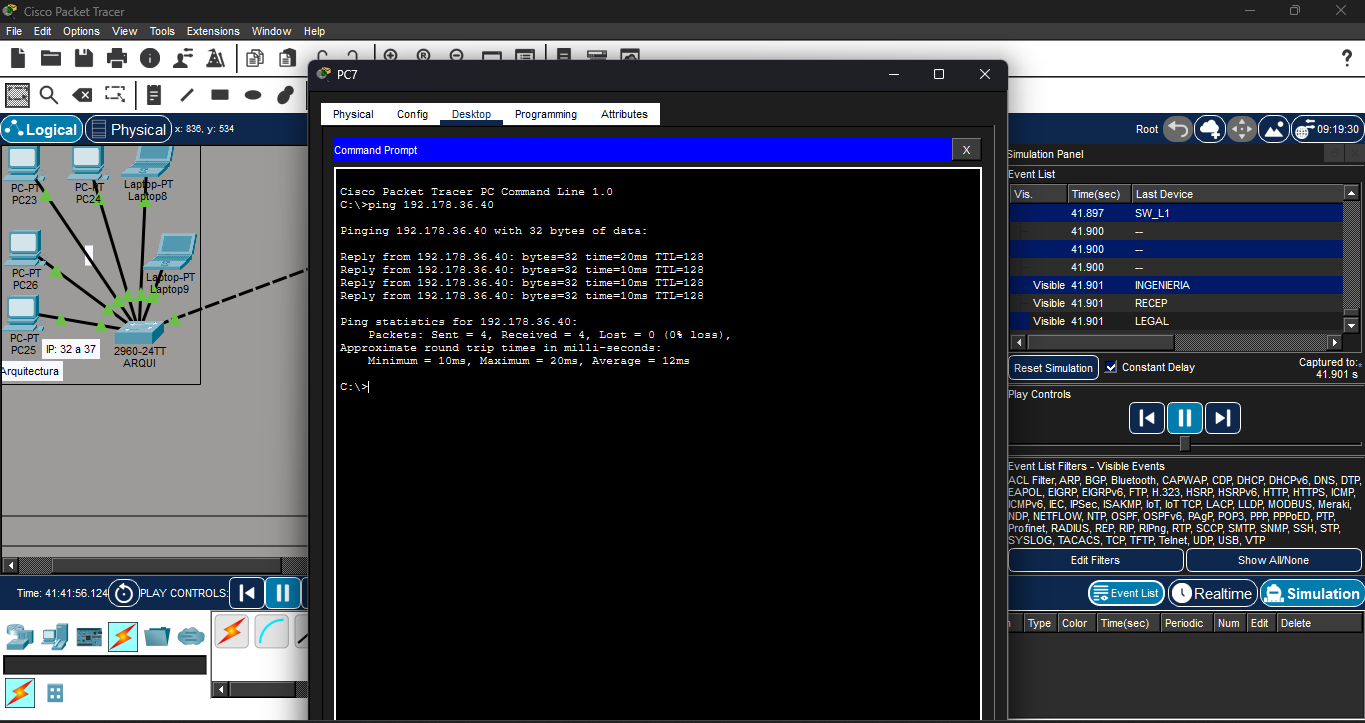 Cisco Packet Tracer
File Edit Options View Tools Extensions Window Help
?
Logical
Physical
x: 836, y: 534
Root
09:19:30
PC7
Physical Config Desktop Programming Attributes
Command Prompt
X
Cisco Packet Tracer PC Command Line 1.0
C:\>ping 192.178.36.40
Pinging 192.178.36.40 with 32 bytes of data:
Reply from 192.178.36.40: bytes=32 time=20ms TTL=128
Reply from 192.178.36.40: bytes=32 time=10ms TTL=128
Reply from 192.178.36.40: bytes=32 time=10ms TTL=128
Reply from 192.178.36.40: bytes=32 time=10ms TTL=128
Ping statistics for 192.178.36.40:
Packets: Sent = 4, Received = 4, Lost = 0 (0% loss),
Approximate round trip times in milli-seconds:
Minimum = 10ms, Maximum = 20ms, Average = 12ms
C:\>
PC-PT
PC23
PC-PT
PC24
Laptop-PT
Laptop8
PC-PT
PC26
Laptop-PT
Laptop9
PC-PT
PC25
IP: 32 a 37
2960-24TT
ARQUI
Arquitectura
Simulation Panel
Event List
Vis. Time(sec) Last Device
41.897 SW_L1
41.900 --
41.900 --
41.900 --
Visible 41.901 INGENIERIA
Visible 41.901 RECEP
Visible 41.901 LEGAL
Reset Simulation
Constant Delay
Captured to:
41.901 s
Play Controls
Event List Filters - Visible Events
ACL Filter, ARP, BGP, Bluetooth, CAPWAP, CDP, DHCP, DHCPv6, DNS, DTP,
EAPOL, EIGRP, EIGRPv6, FTP, H.323, HSRP, HSRPv6, HTTP, HTTPS, ICMP,
ICMPv6, IEC, IPSec, ISAKMP, IoT, IoT TCP, LACP, LLDP, MODBUS, Meraki,
NDP, NETFLOW, NTP, OSPF, OSPFv6, PAgP, POP3, PPP, PPPoED, PTP,
Profinet, RADIUS, REP, RIP, RIPng, RTP, SCCP, SMTP, SNMP, SSH, STP,
SYSLOG, TACACS, TCP, TFTP, Telnet, UDP, USB, VTP
Edit Filters
Show All/None
Time: 41:41:56.124
PLAY CONTROLS:
Event List
Realtime
Simulation
Type Color Time(sec) Periodic Num Edit Delete